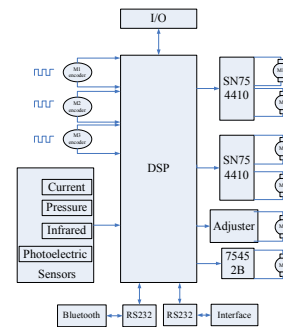 I/O
M1
encoder
M2
encoder
M3
encoder
DSP
SN75
4410
SN75
4410
Adjuster
7545
2B
Current
Pressure
Infrared
Photoelectric
Sensors
Bluetooth
RS232
RS232
Interface